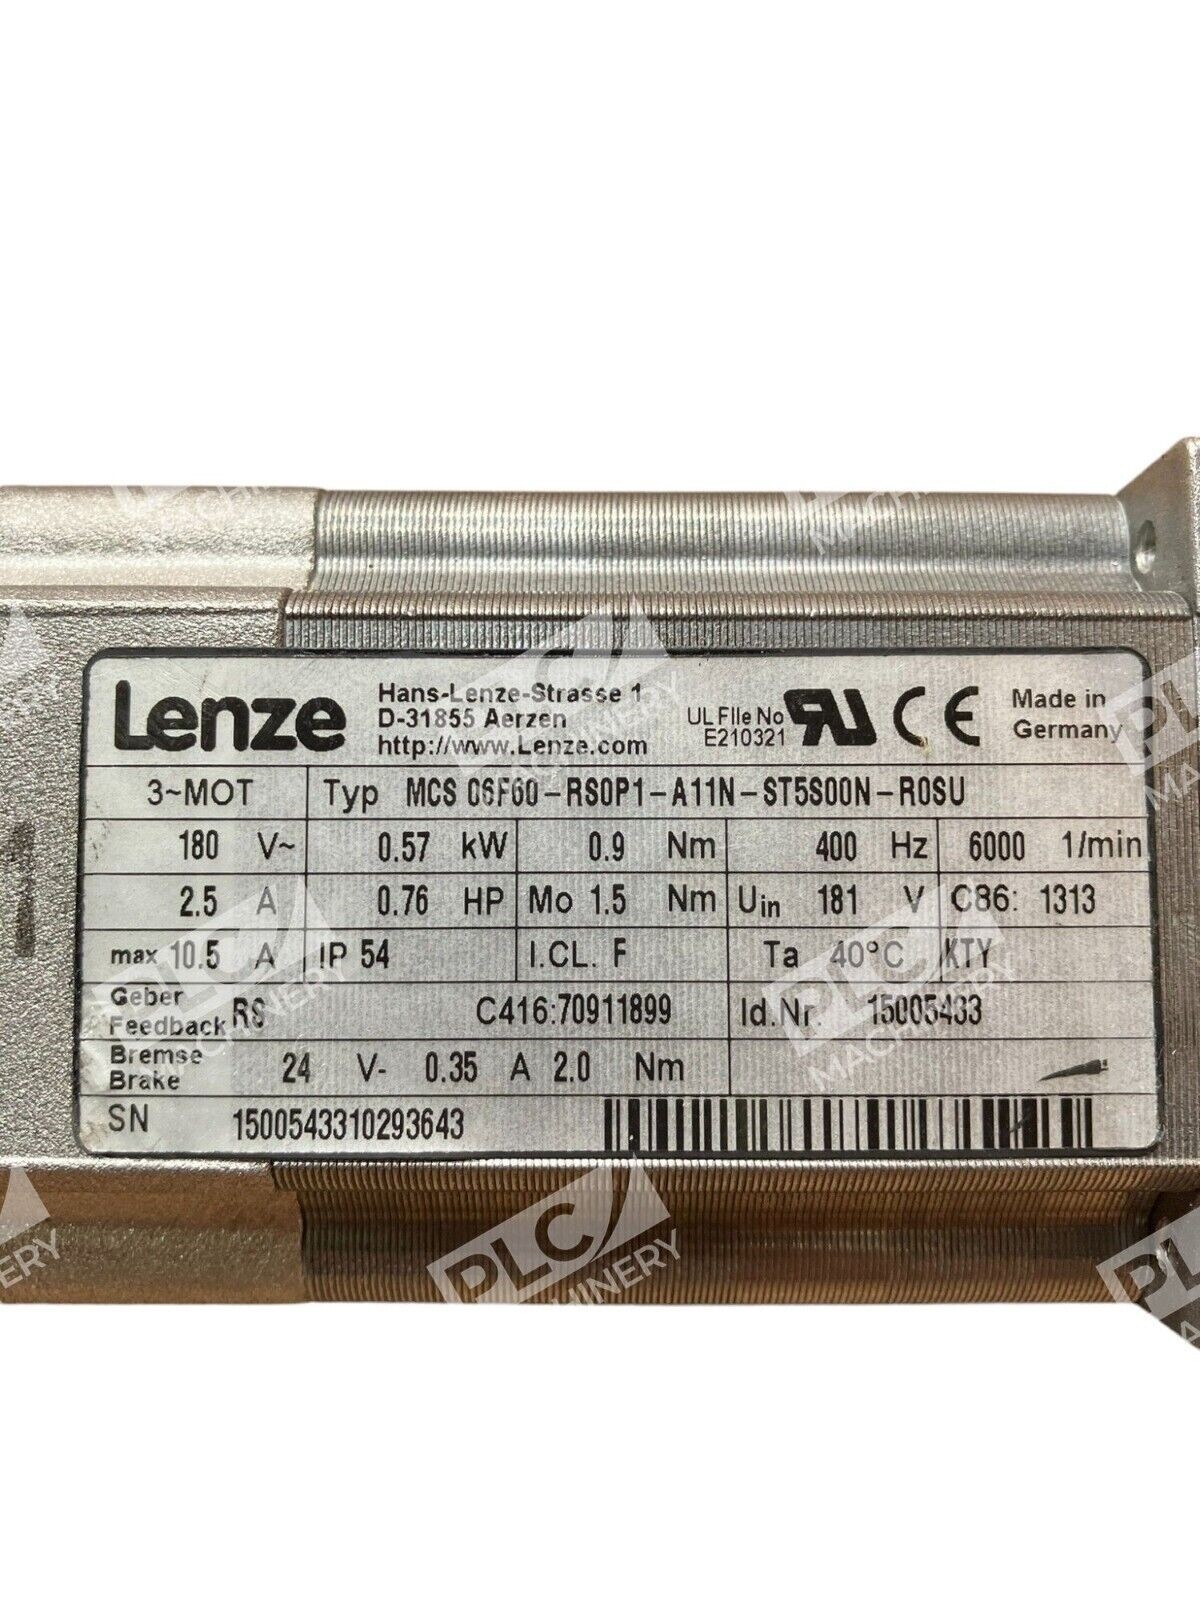 Lenze
Hans-Lenze-Strasse 1
D-31855 Aerzen
http://www.Lenze.com
UL File No
E210321
RU CE
Made in
Germany
3~MOT Typ MCS 06F60-RS0P1-A11N-ST5S00N-R0SU
180 V~ 0.57 kW 0.9 Nm 400 Hz 6000 1/min
2.5 A 0.76 HP Mo 1.5 Nm Uin 181 V C86: 1313
max 10.5 A IP 54 I.CL. F Ta 40°C KTY
Geber
Feedback RS C416:70911899 Id.Nr. 15005433
Bremse
Brake 24 V- 0.35 A 2.0 Nm
SN 1500543310293643
PLC
MACHINERY